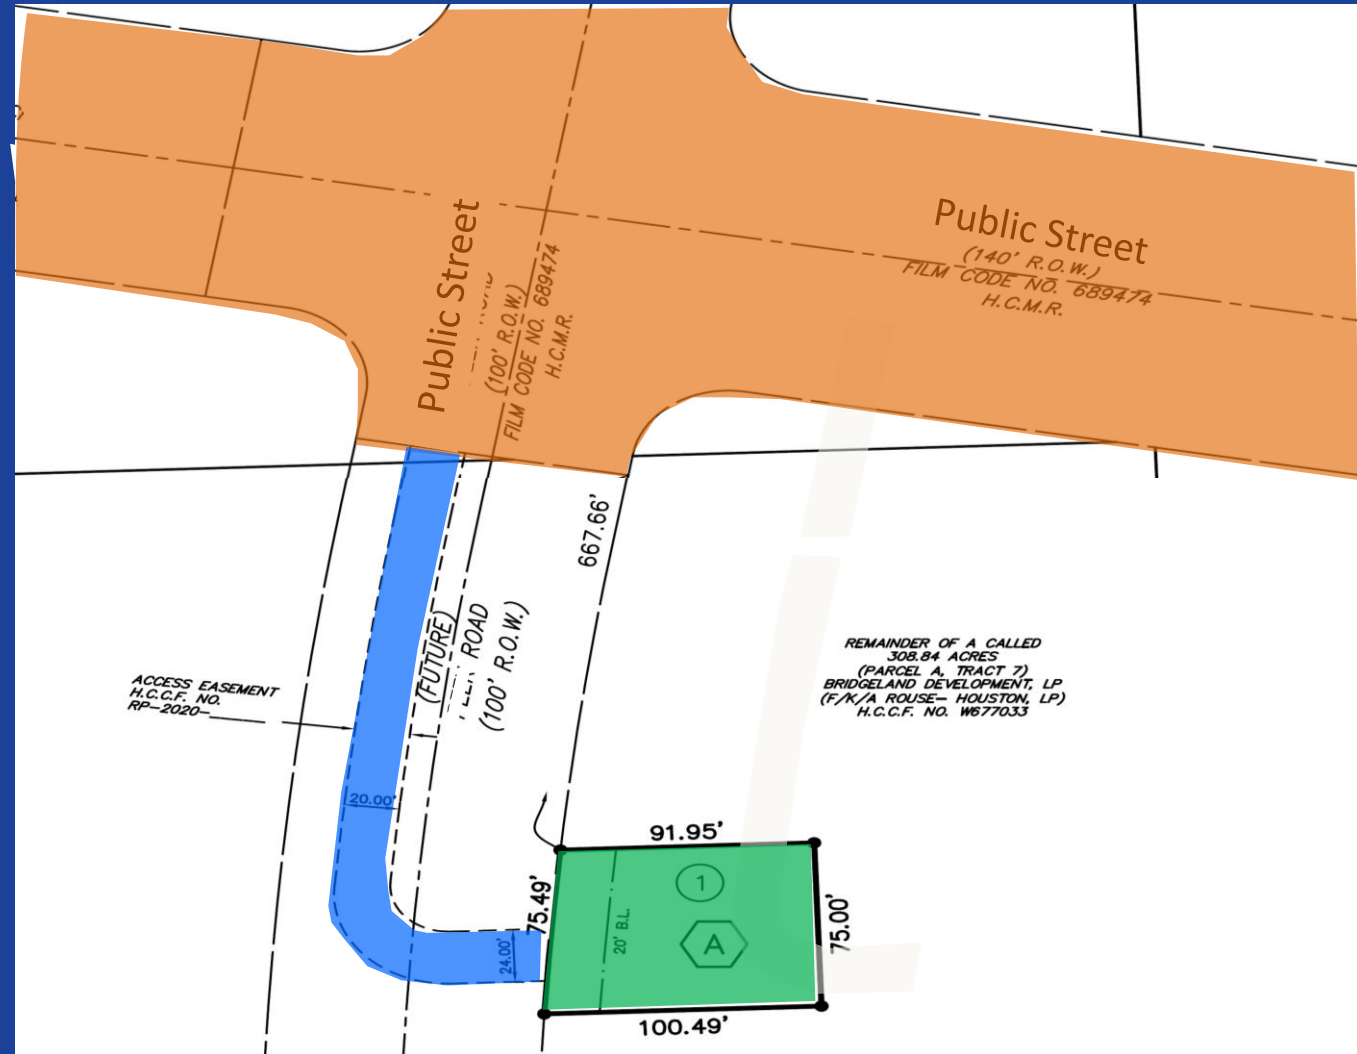 Public Street
(140' R.O.W.)
FILM CODE NO. 689474
H.C.M.R.
Public Street
ROAD
(100' R.O.W.)
FILM CODE NO. 689474
H.C.M.R.
667.66'
(FUTURE)
ROAD
(100' R.O.W.)
ACCESS EASEMENT
H.C.C.F. NO.
RP-2020-
REMAINDER OF A CALLED
308.84 ACRES
(PARCEL A, TRACT 7)
BRIDGELAND DEVELOPMENT, LP
(F/K/A ROUSE- HOUSTON, LP)
H.C.C.F. NO. W677033
20.00'
91.95'
75.49'
1
20' B.L.
A
75.00'
24.00'
100.49'